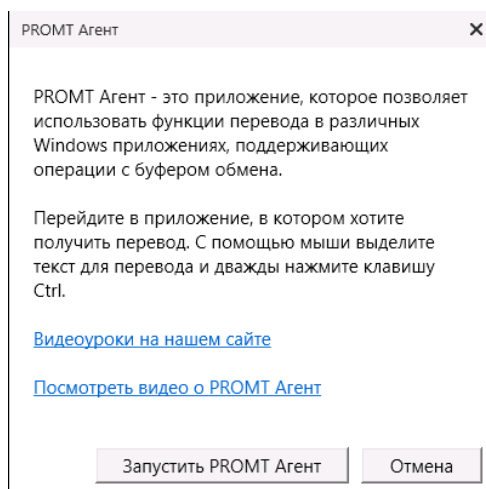 PROMT Агент
PROMT Агент - это приложение, которое позволяет
использовать функции перевода в различных
Windows приложениях, поддерживающих
операции с буфером обмена.
Перейдите в приложение, в котором хотите
получить перевод. С помощью мыши выделите
текст для перевода и дважды нажмите клавишу
Ctrl.
Видеоуроки на нашем сайте
Посмотреть видео о PROMT Агент
Запустить PROMT Агент
Отмена